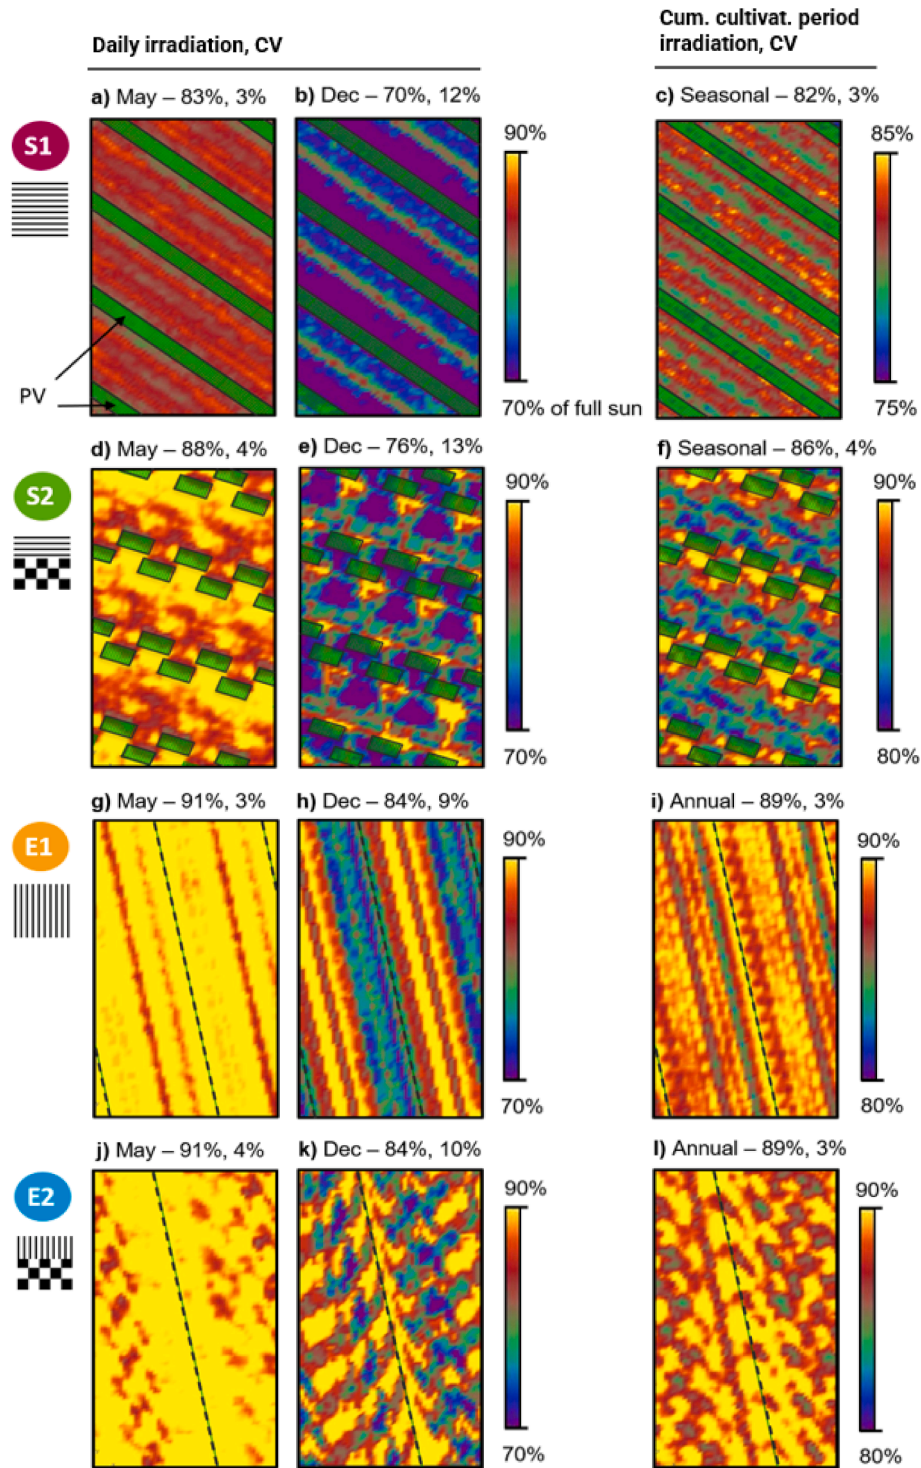 Daily irradiation, CV
Cum. cultivat. period
irradiation, CV
a) May – 83%, 3%
b) Dec – 70%, 12%
c) Seasonal – 82%, 3%
S1
90%
85%
PV
70% of full sun
75%
d) May – 88%, 4%
e) Dec – 76%, 13%
f) Seasonal – 86%, 4%
S2
90%
90%
70%
80%
g) May – 91%, 3%
h) Dec – 84%, 9%
i) Annual – 89%, 3%
E1
90%
90%
70%
80%
j) May – 91%, 4%
k) Dec – 84%, 10%
l) Annual – 89%, 3%
E2
90%
90%
70%
80%